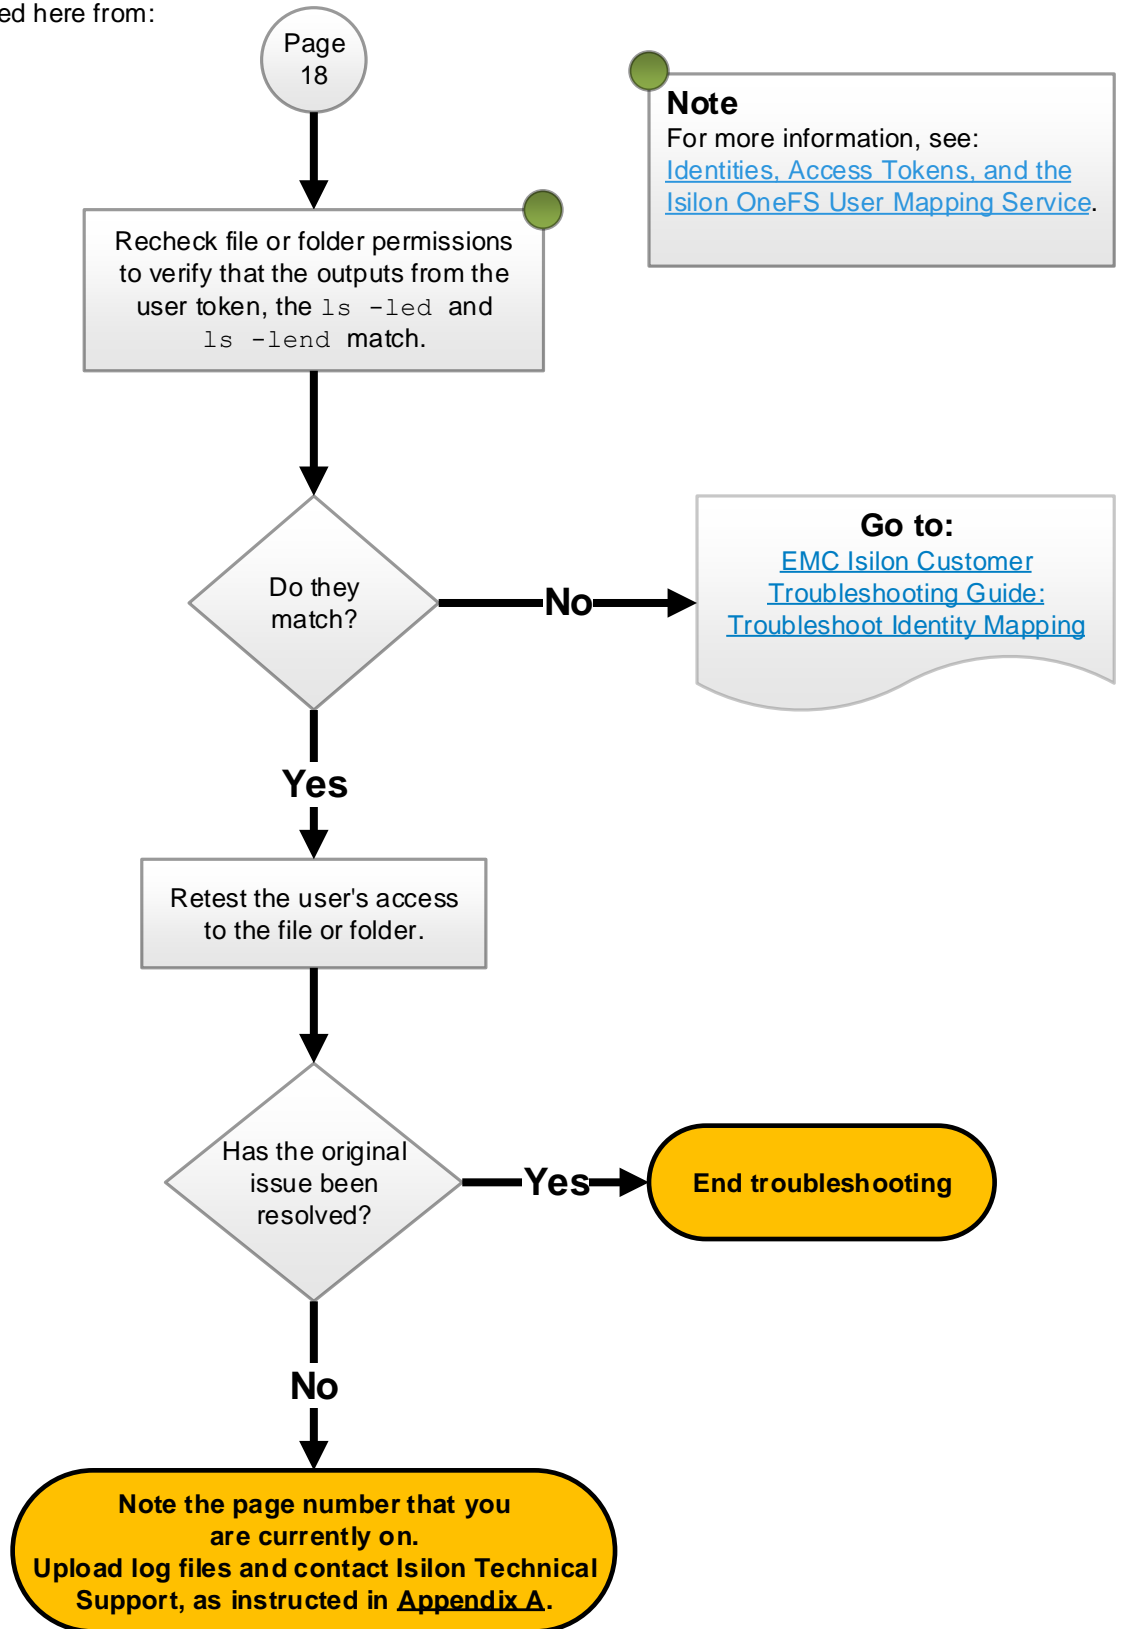 ed here from:
Page
18
Note
For more information, see:
Identities, Access Tokens, and the
Isilon OneFS User Mapping Service.
Recheck file or folder permissions
to verify that the outputs from the
user token, the ls -led and
ls -lend match.
Do they
match?
No
Go to:
EMC Isilon Customer
Troubleshooting Guide:
Troubleshoot Identity Mapping
Yes
Retest the user's access
to the file or folder.
Has the original
issue been
resolved?
Yes
End troubleshooting
No
Note the page number that you
are currently on.
Upload log files and contact Isilon Technical
Support, as instructed in Appendix A.